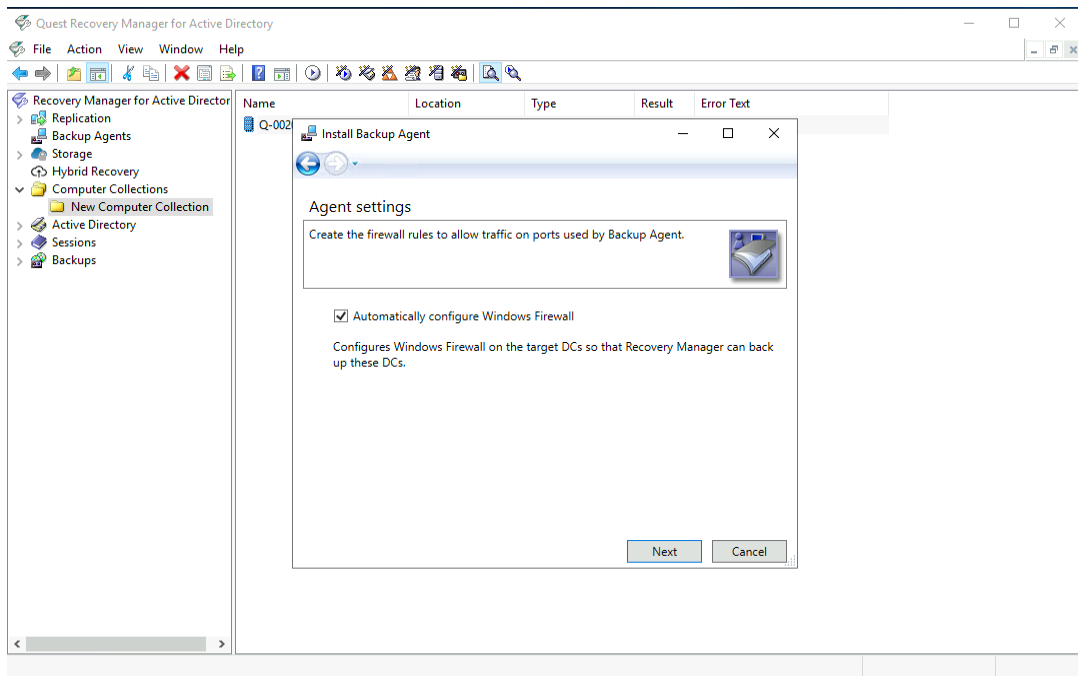 Quest Recovery Manager for Active Directory
File Action View Window Help
Recovery Manager for Active Director
Replication
Backup Agents
Storage
Hybrid Recovery
Computer Collections
New Computer Collection
Active Directory
Sessions
Backups
Name Location Type Result Error Text
Q-002
Install Backup Agent
Agent settings
Create the firewall rules to allow traffic on ports used by Backup Agent.
Automatically configure Windows Firewall
Configures Windows Firewall on the target DCs so that Recovery Manager can back
up these DCs.
Next Cancel